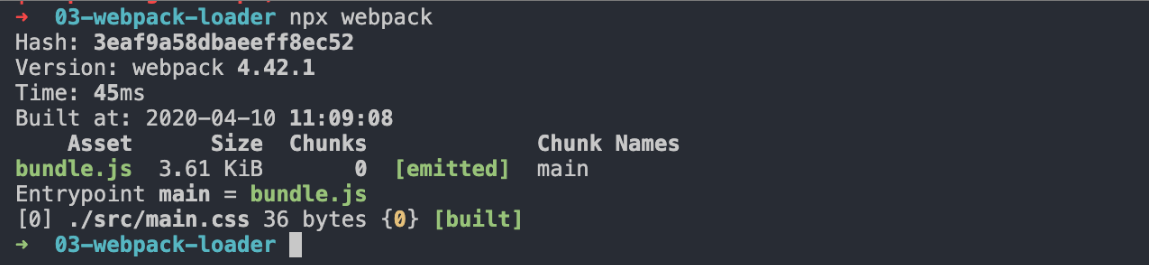 ➜  03-webpack-loader npx webpack
Hash: 3eaf9a58dbaeeff8ec52
Version: webpack 4.42.1
Time: 45ms
Built at: 2020-04-10 11:09:08
    Asset      Size  Chunks             Chunk Names
bundle.js  3.61 KiB       0  [emitted]  main
Entrypoint main = bundle.js
[0] ./src/main.css 36 bytes {0} [built]
➜  03-webpack-loader